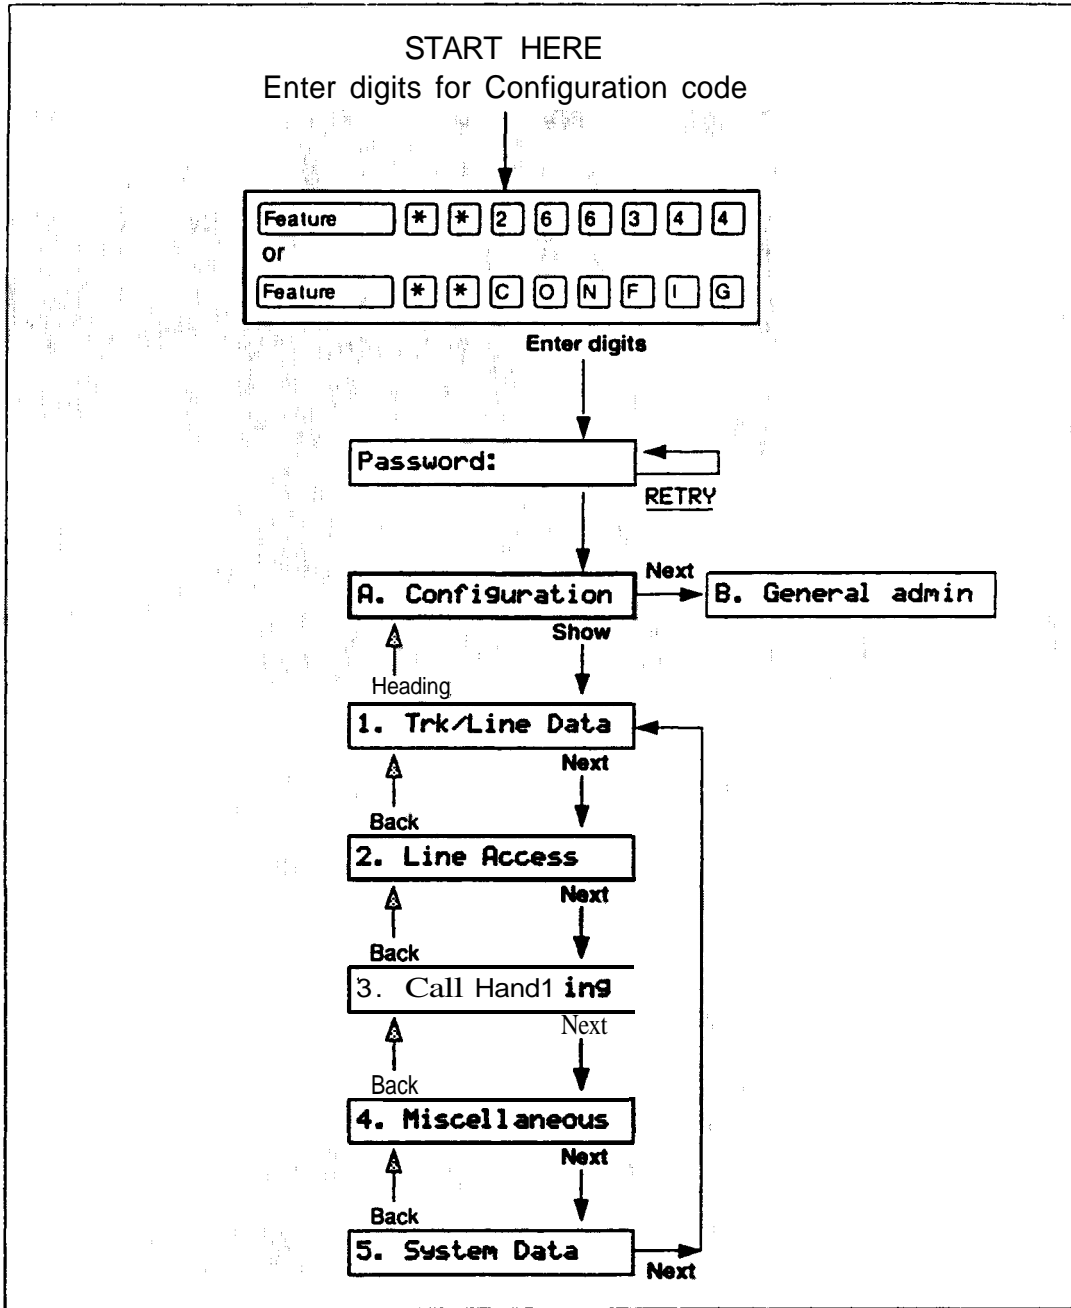 START HERE
Enter digits for Configuration code
Feature * * 2 6 6 3 4 4
or
Feature * * C O N F I G
Enter digits
Password:
RETRY
A. Configuration
Next
B. General admin
Show
Heading
1. Trk/Line Data
Next
Back
2. Line Access
Next
Back
3. Call Hand1 ing
Next
Back
4. Miscellaneous
Next
Back
5. System Data
Next